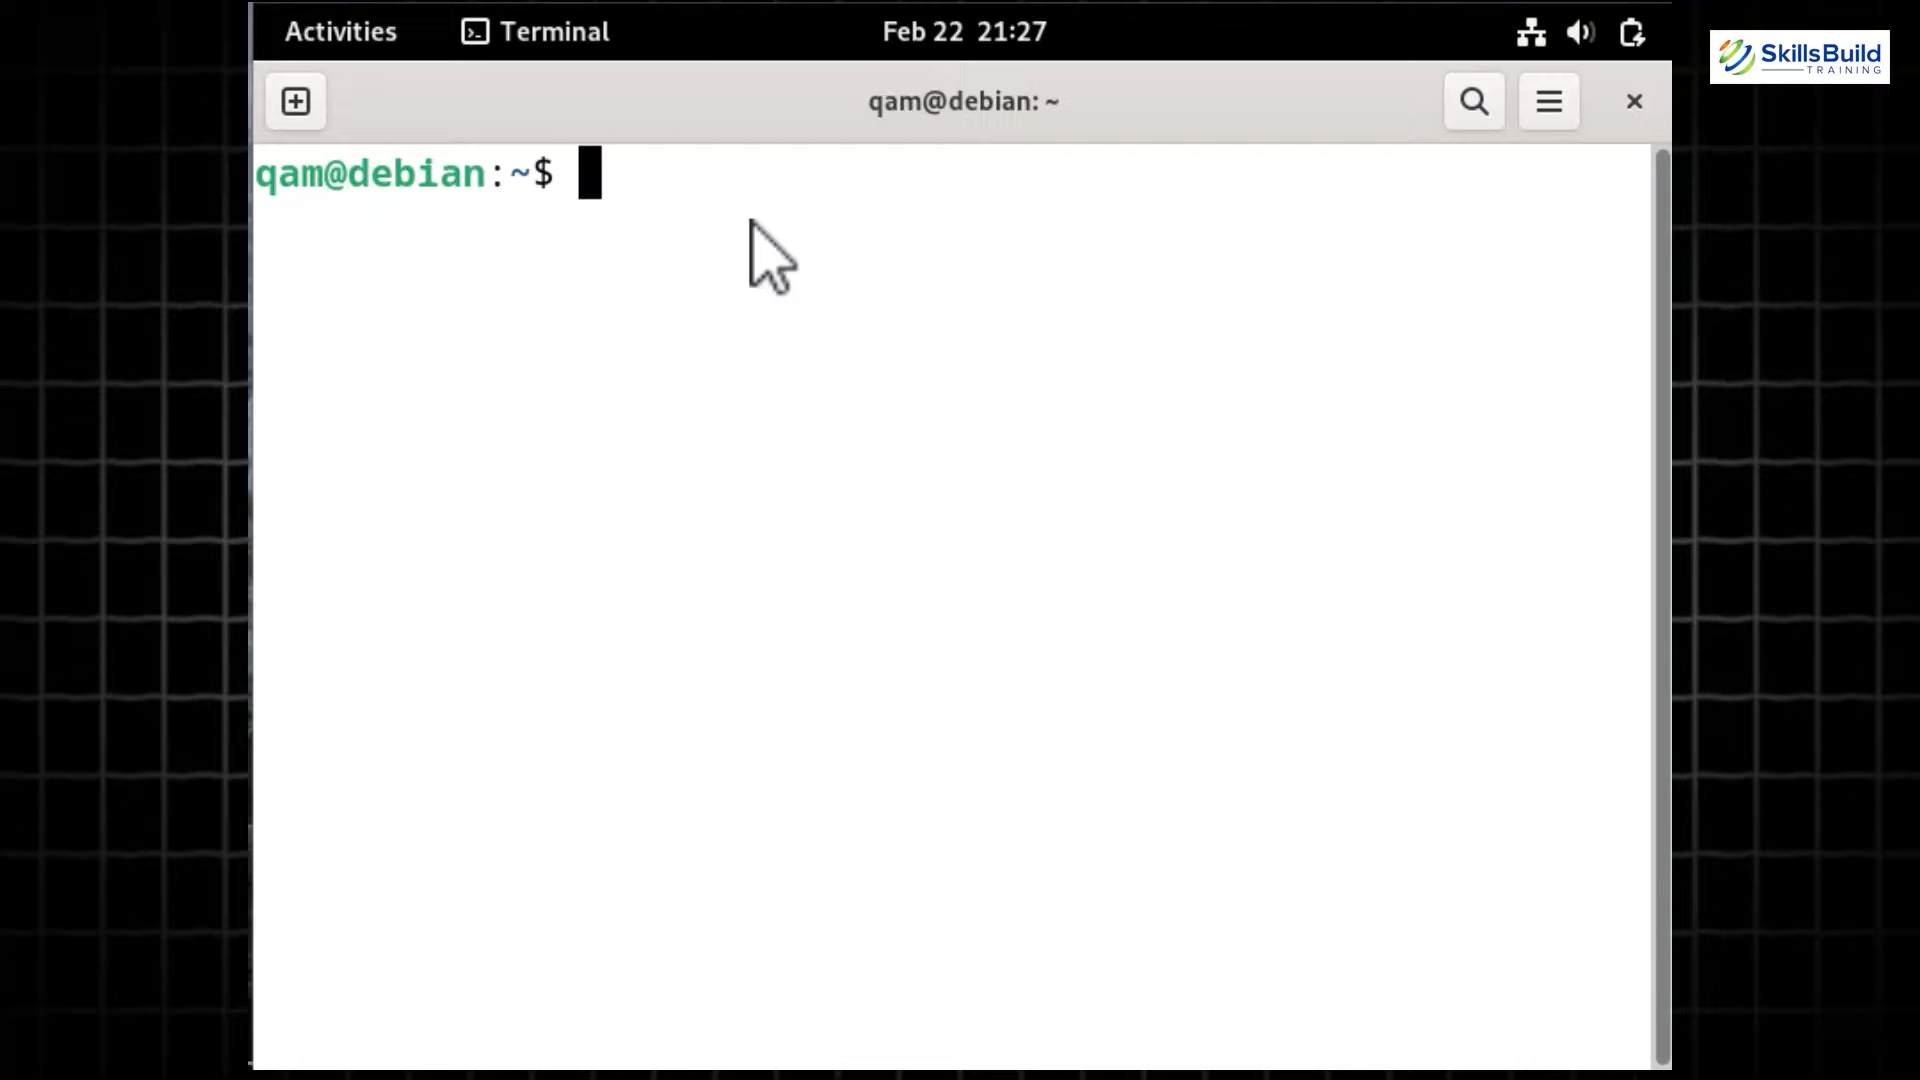 Activities
Terminal
Feb 22 21:27
SkillsBuild
TRAINING
qam@debian: ~
qam@debian:~$